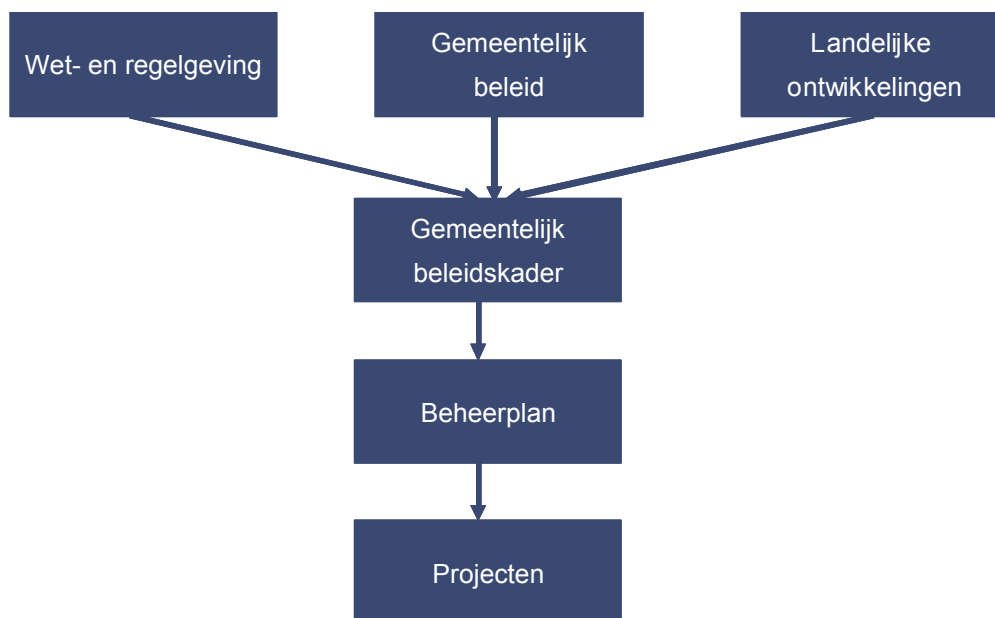 Wet- en regelgeving
Gemeentelijk
beleid
Landelijke
ontwikkelingen
Gemeentelijk
beleidskader
Beheerplan
Projecten